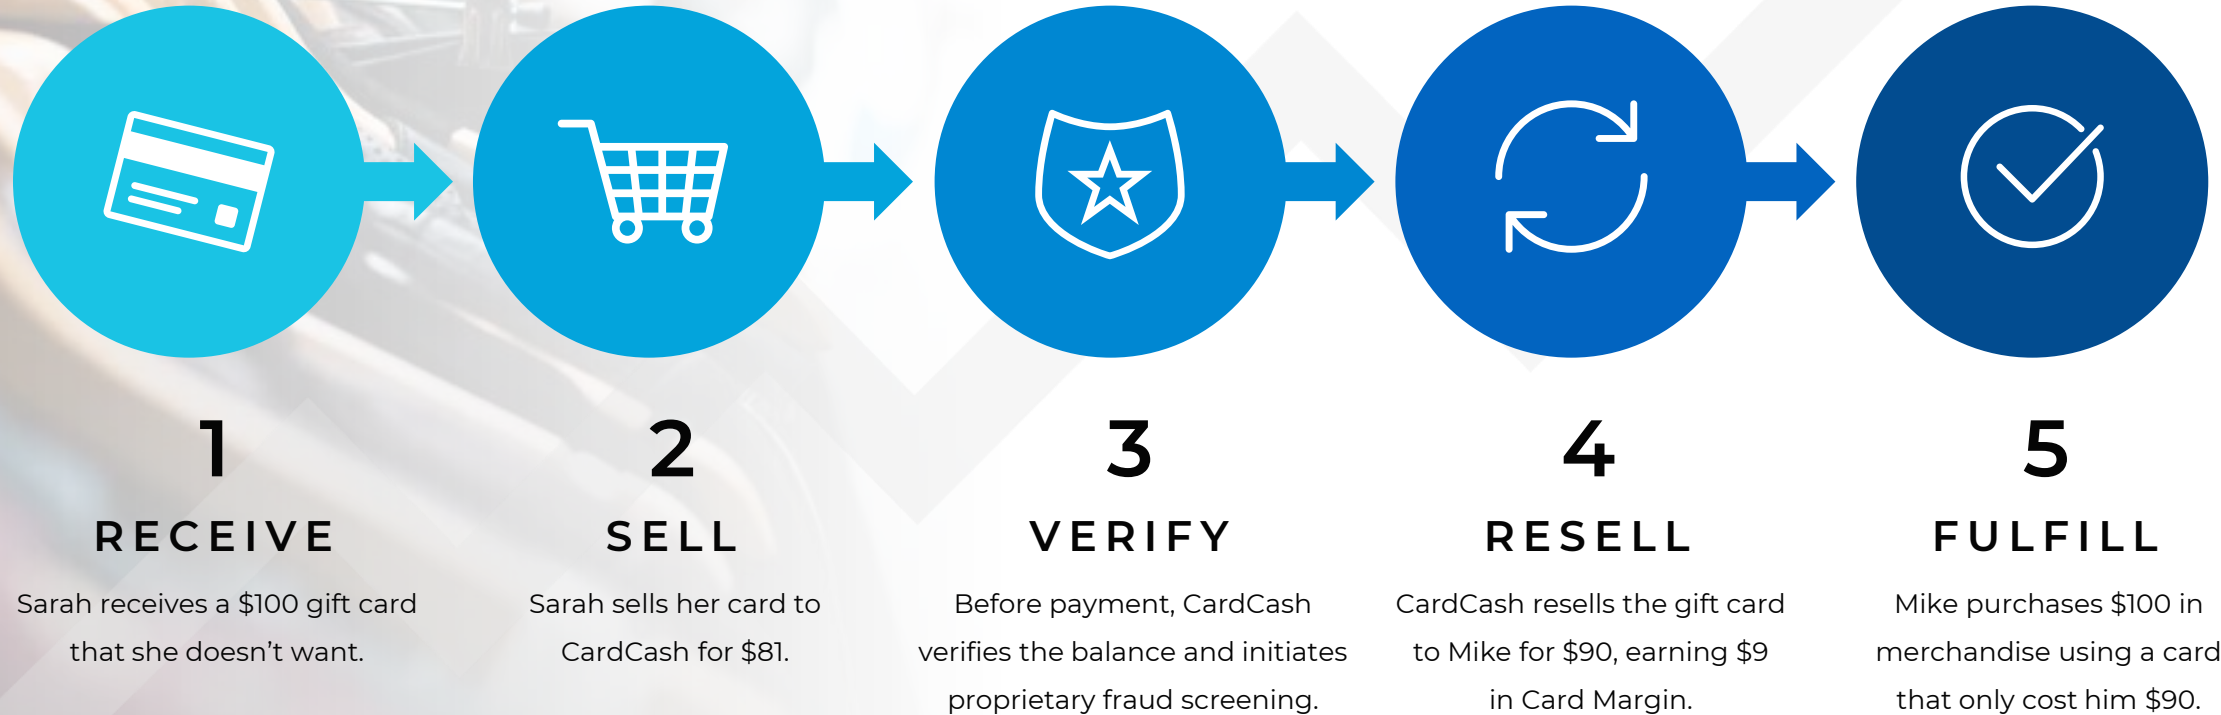 1
RECEIVE
Sarah receives a $100 gift card
that she doesn’t want.
2
SELL
Sarah sells her card to
CardCash for $81.
3
VERIFY
Before payment, CardCash
verifies the balance and initiates
proprietary fraud screening.
4
RESELL
CardCash resells the gift card
to Mike for $90, earning $9
in Card Margin.
5
FULFILL
Mike purchases $100 in
merchandise using a card
that only cost him $90.